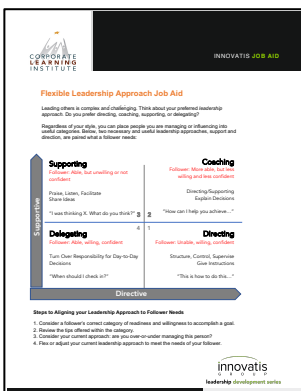 CORPORATE
LEARNING
INSTITUTE
INNOVATIS JOB AID
Flexible Leadership Approach Job Aid
Leading others is complex and challenging. Think about your preferred leadership
approach. Do you prefer directing, coaching, supporting, or delegating?
Regardless of your style, you can place people you are managing or influencing into
useful categories. Below, two necessary and useful leadership approaches, support and
direction, are paired what a follower needs:
Supportive
Supporting
Follower: Able, but unwilling or not
confident
Praise, Listen, Facilitate
Share Ideas
"I was thinking X. What do you think?"
3
Coaching
Follower: More able, but less
willing and less confident
Directing/Supporting
Explain Decisions
"How can I help you achieve..."
2
Delegating
Follower: Able, willing, confident
Turn Over Responsibility for Day-to-Day
Decisions
"When should I check in?"
4
1
Directing
Follower: Unable, willing, confident
Structure, Control, Supervise
Give Instructions
"This is how to do this..."
Directive
Steps to Aligning your Leadership Approach to Follower Needs
1. Consider a follower's correct category of readiness and willingness to accomplish a goal.
2. Review the tips offered within the category.
3. Consider your current approach: are you over-or-under managing this person?
4. Flex or adjust your current leadership approach to meet the needs of your follower.
innovatis
GROUP
leadership development series